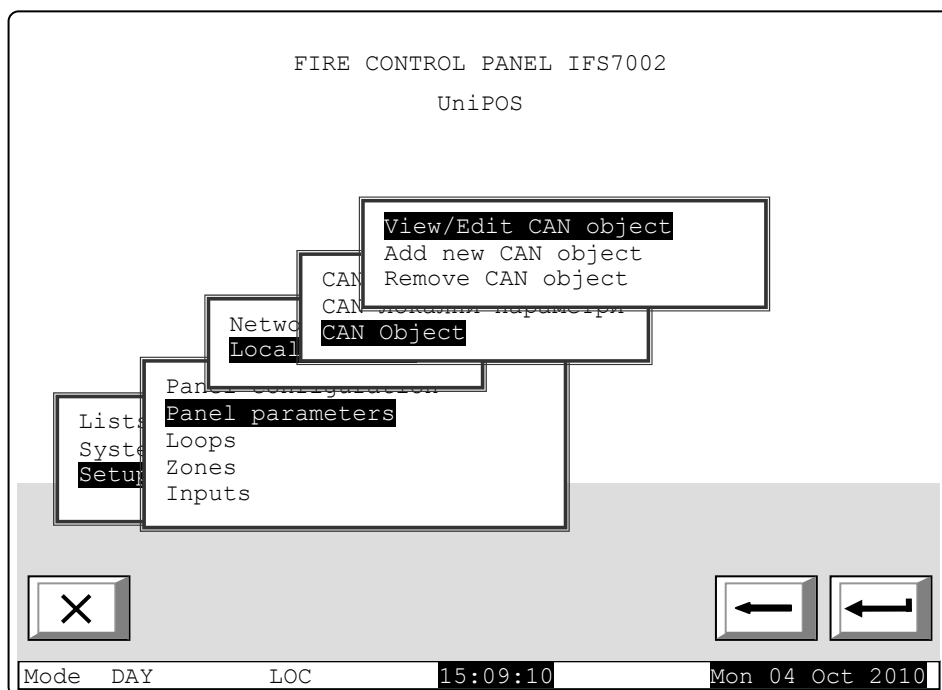 FIRE CONTROL PANEL IFS7002
UniPOS
View/Edit CAN object
Add new CAN object
Remove CAN object
CAN
CAN локални параметри
CAN Object
Netwo
Local
Panel Configuration
Panel parameters
Loops
Zones
Inputs
Lists
Syste
Setup
Mode DAY LOC 15:09:10 Mon 04 Oct 2010